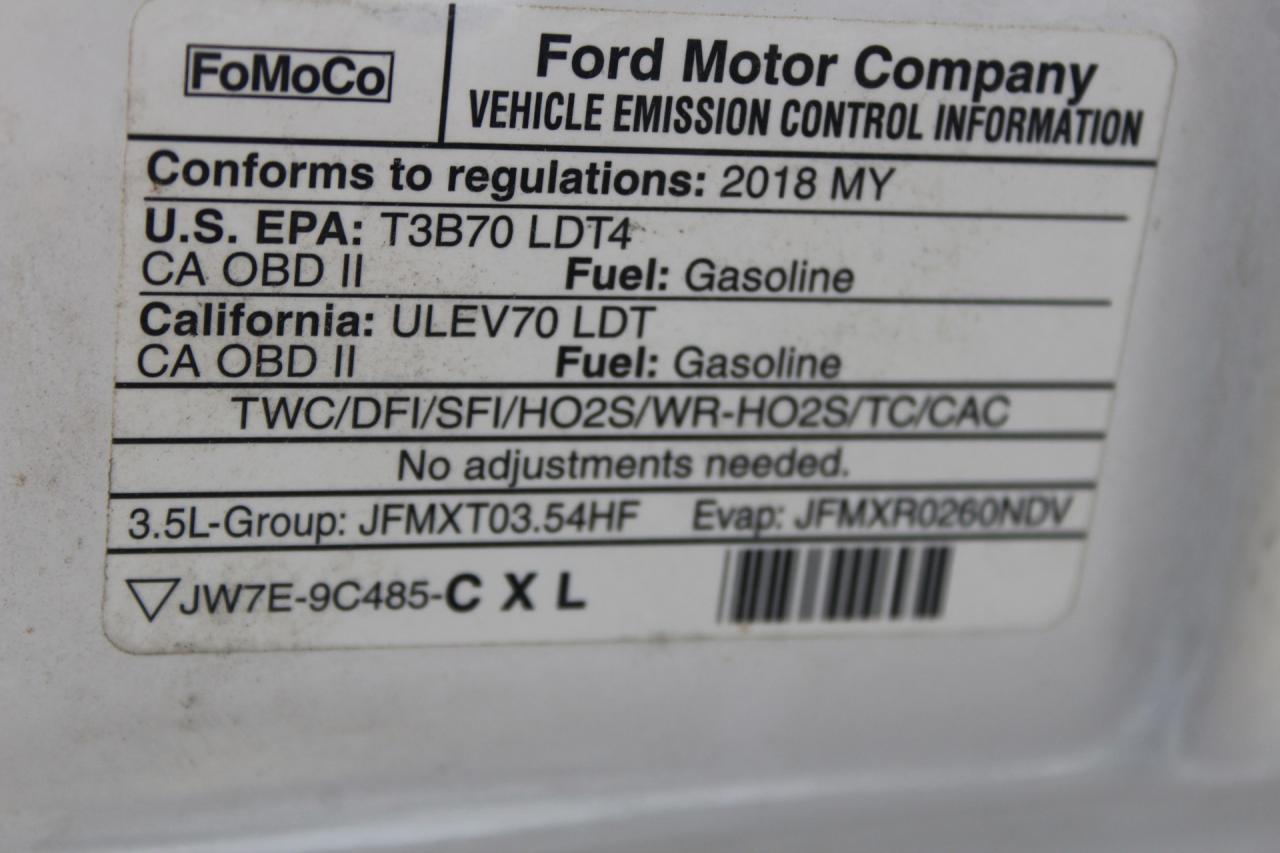 FoMoCo
Ford Motor Company
VEHICLE EMISSION CONTROL INFORMATION
Conforms to regulations: 2018 MY
U.S. EPA: T3B70 LDT4
CA OBD II Fuel: Gasoline
California: ULEV70 LDT
CA OBD II Fuel: Gasoline
TWC/DFI/SFI/HO2S/WR-HO2S/TC/CAC
No adjustments needed.
3.5L-Group: JFMXT03.54HF Evap: JFMXR0260NDV
JW7E-9C485-C X L